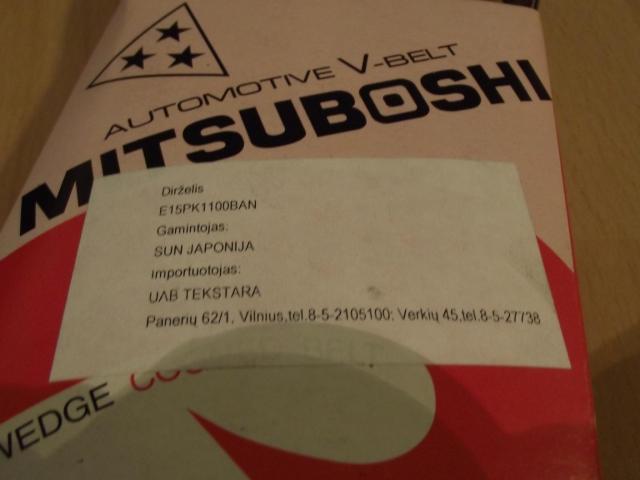 AUTOMOTIVE V-BELT
MITSUBOSHI
Dirželis
E15PK1100BAN
Gamintojas:
SUN JAPONIJA
importuotojas:
UAB TEKSTARA
Panerių 62/1, Vilnius,tel.8-5-2105100; Verkių 45,tel.8-5-27738
WEDGE BELT